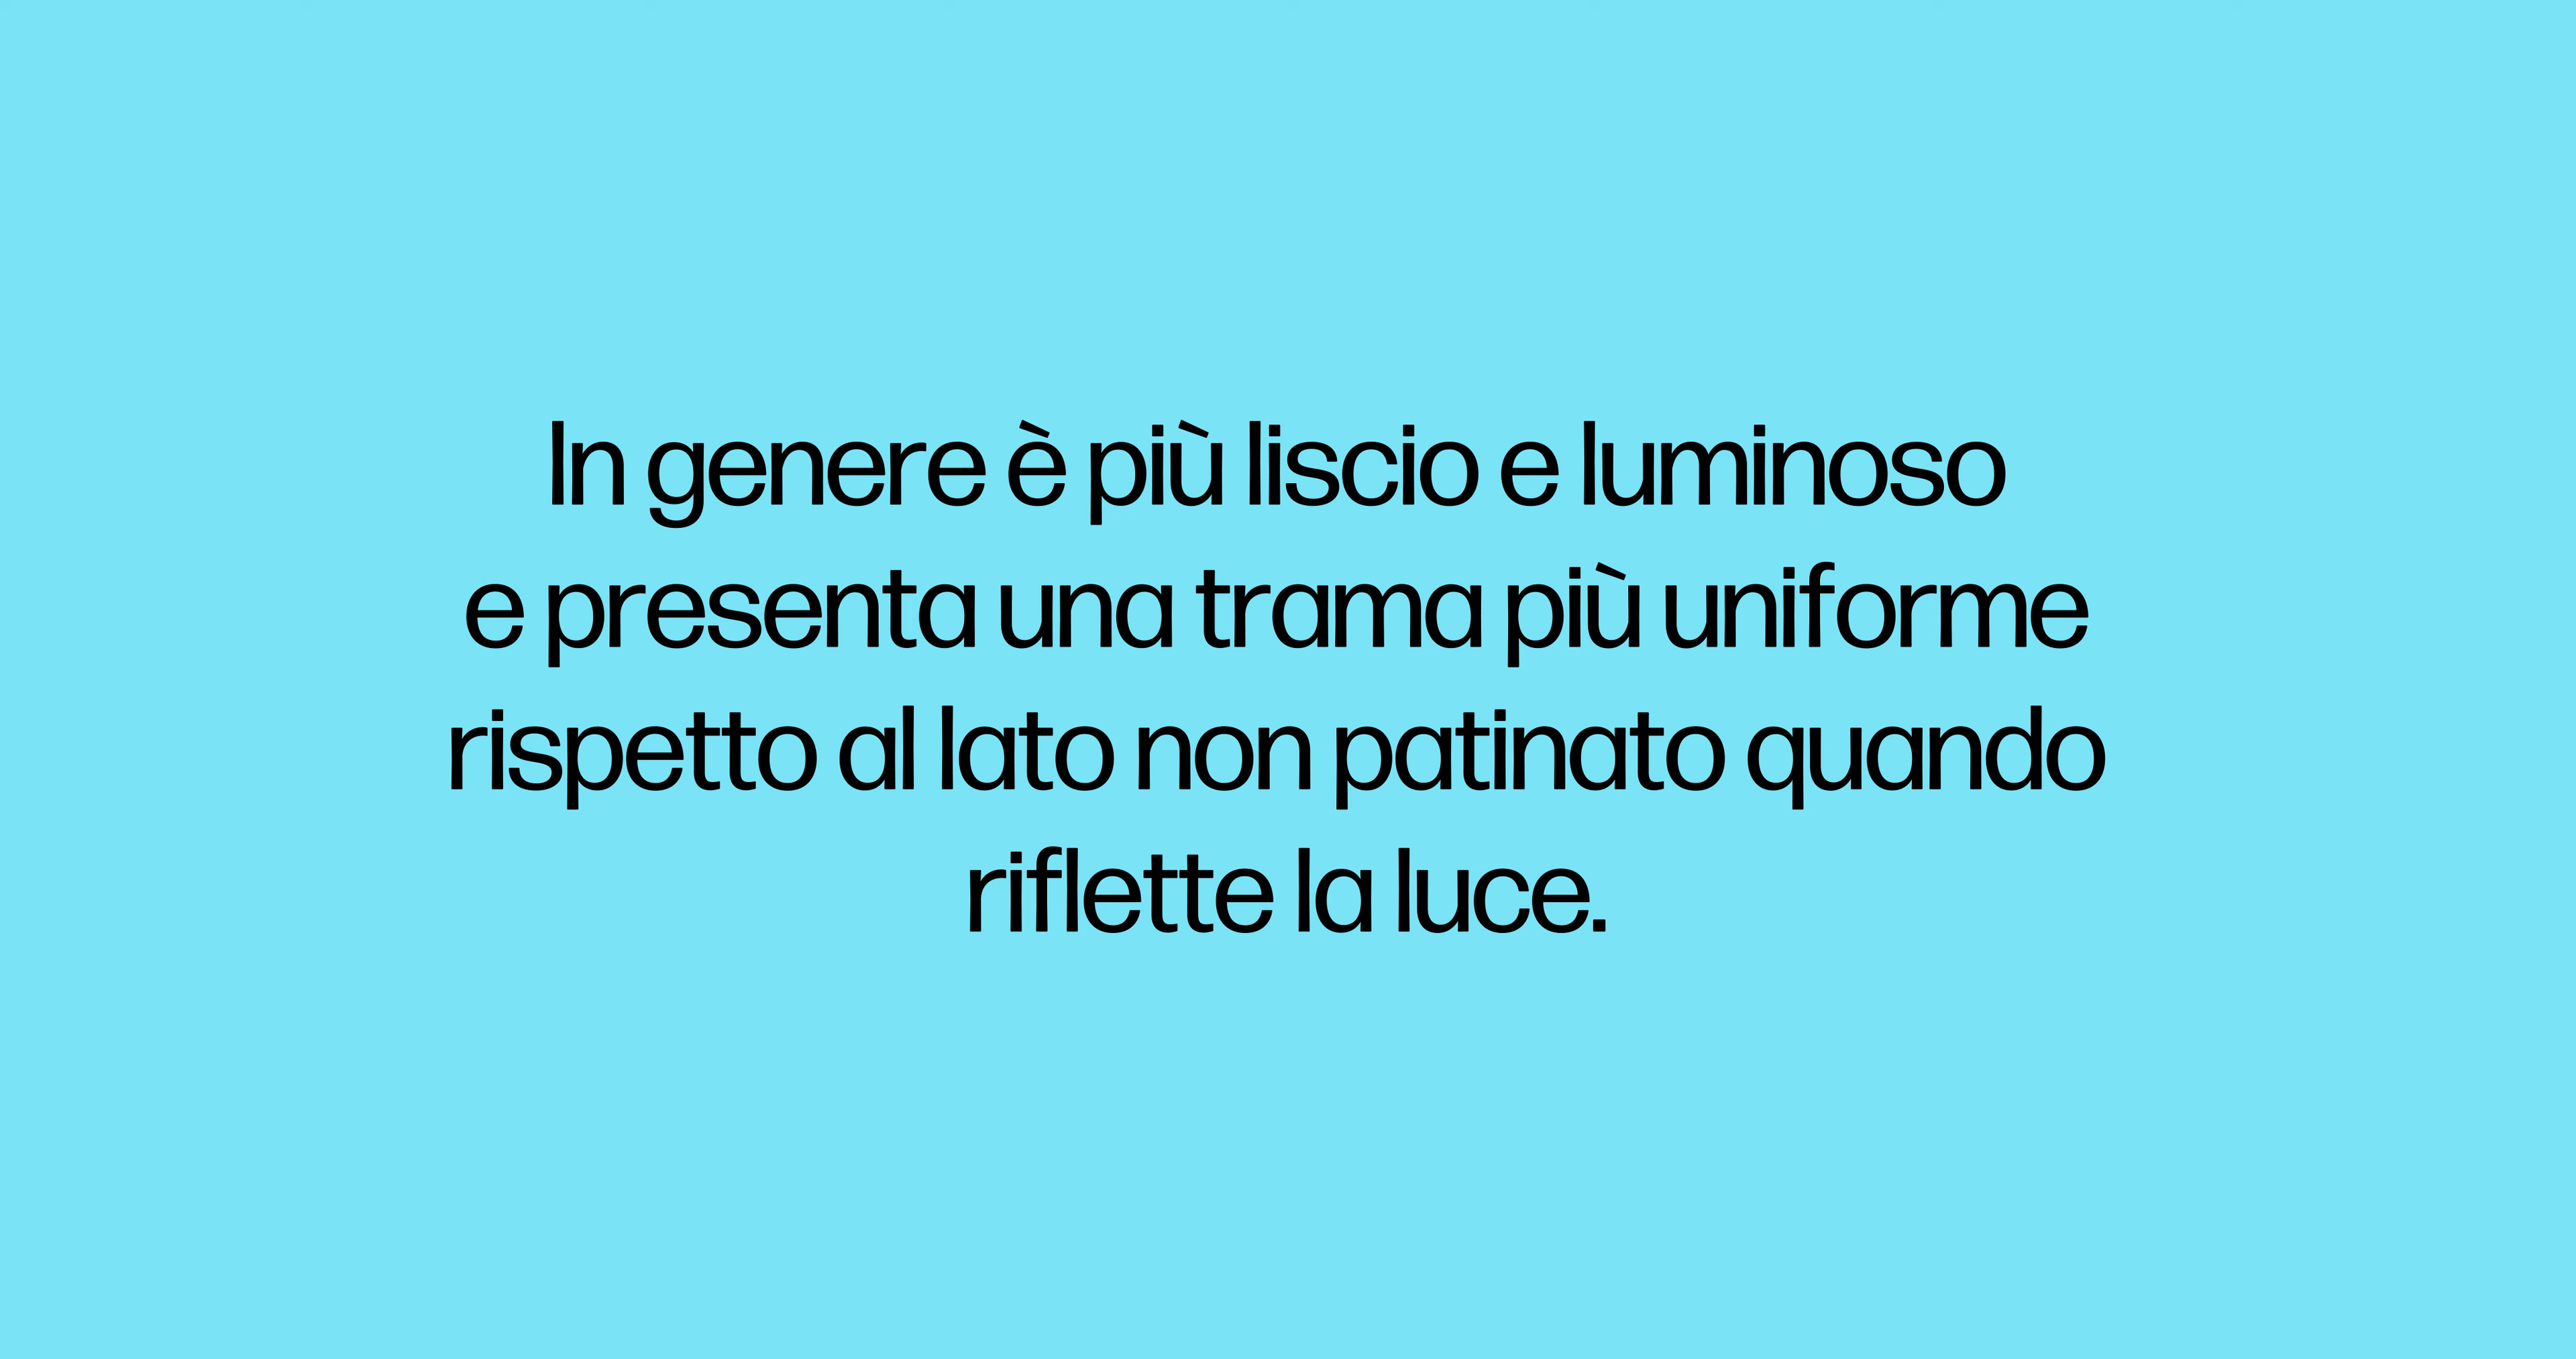 In genere è più liscio e luminoso
e presenta una trama più uniforme
rispetto al lato non patinato quando
riflette la luce.